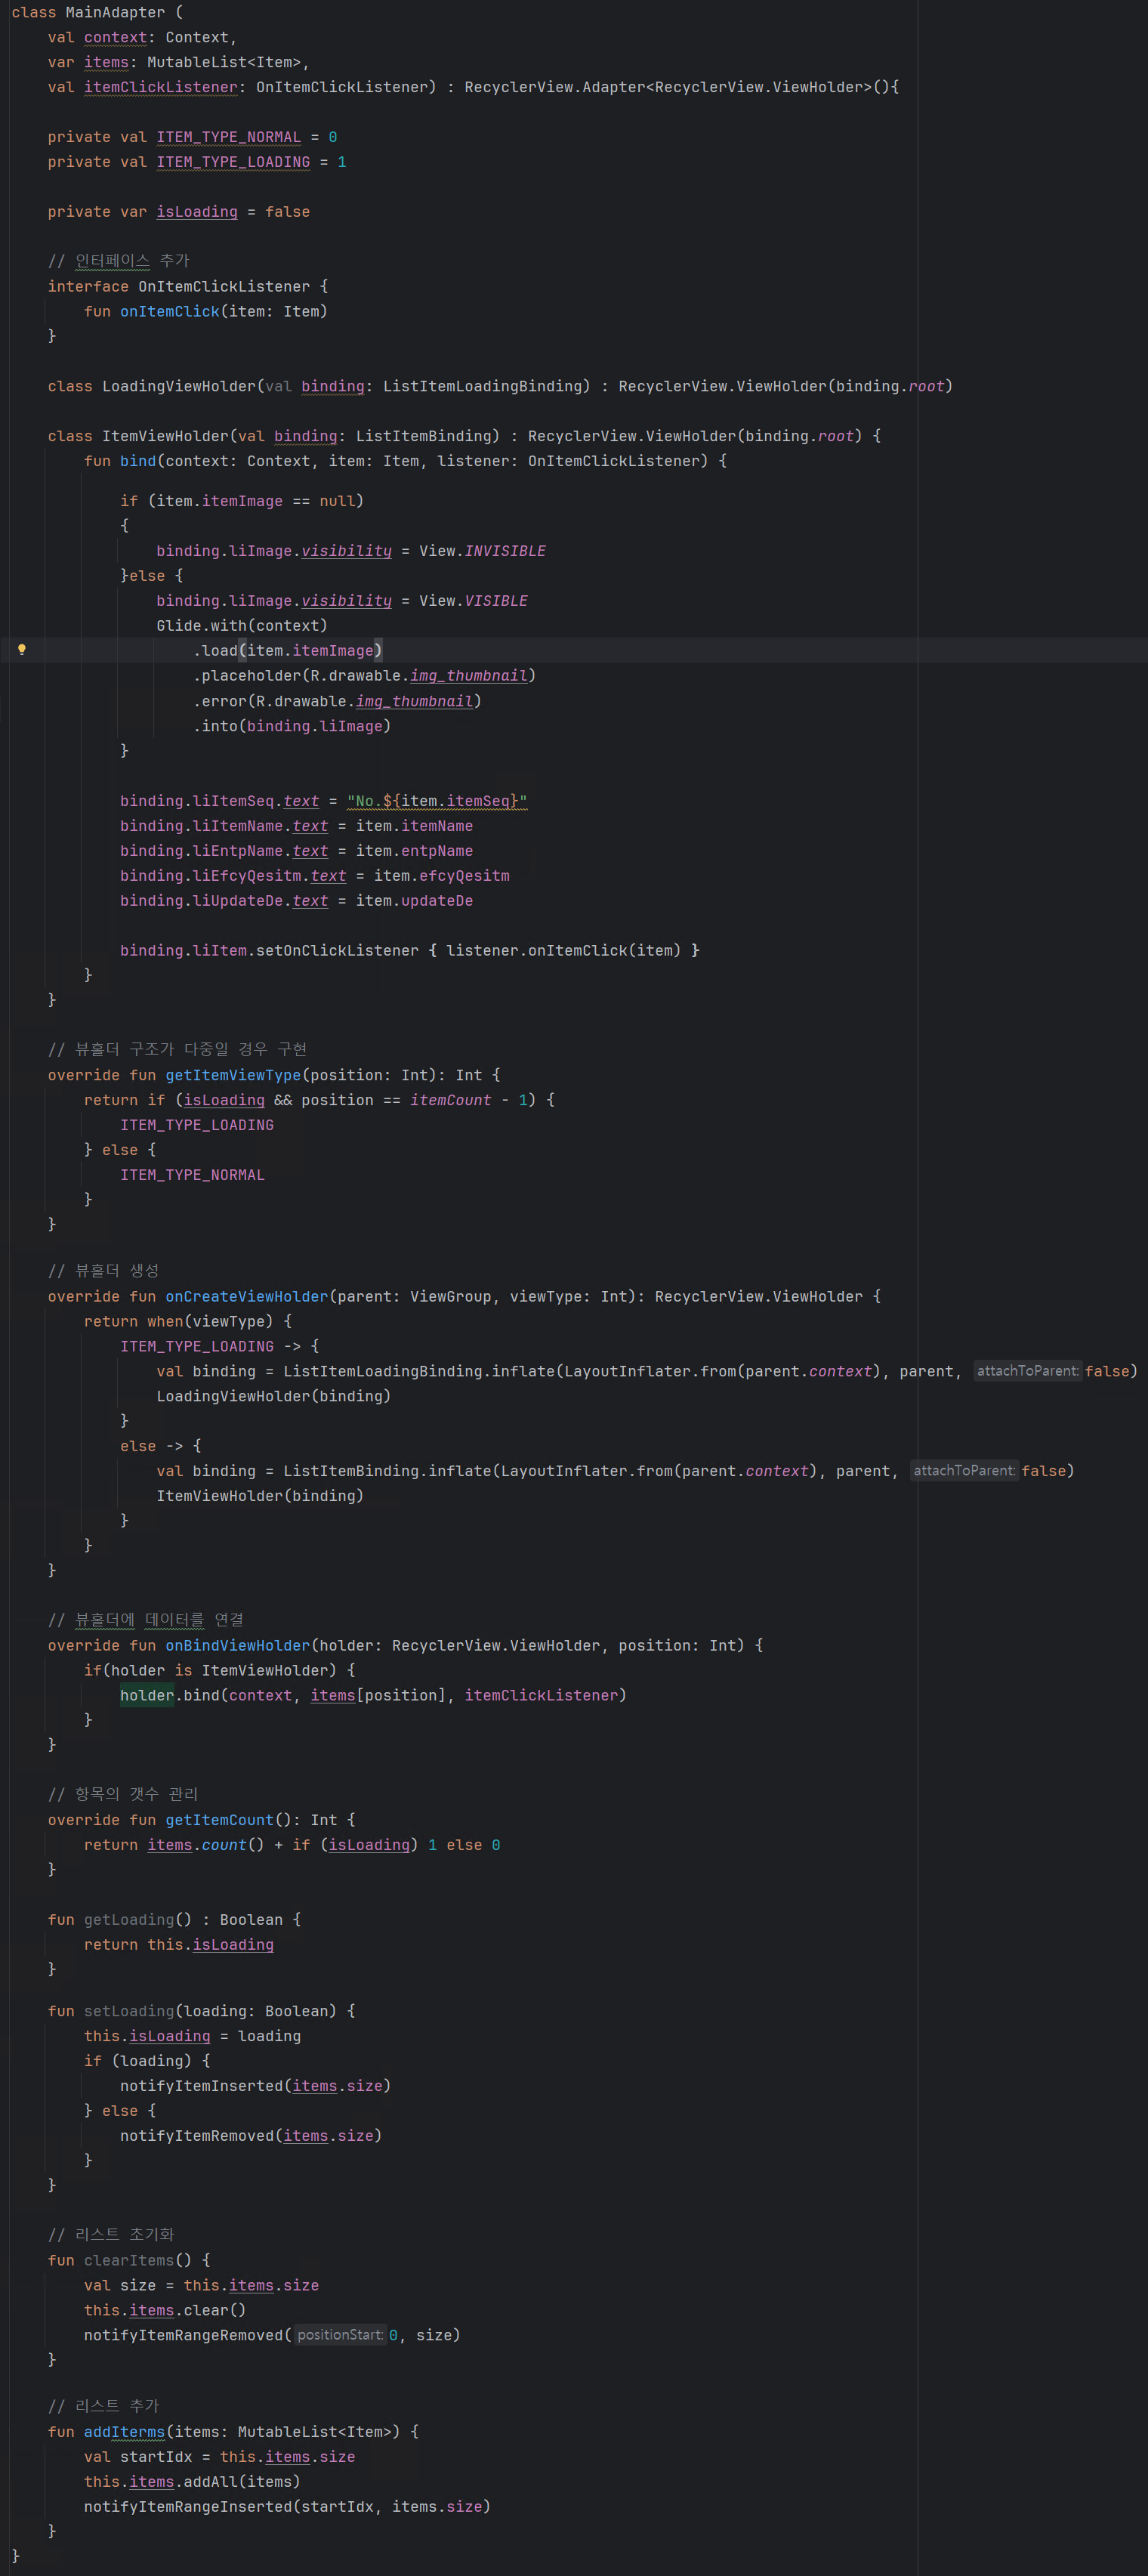 class MainAdapter (
    val context: Context,
    var items: MutableList<Item>,
    val itemClickListener: OnItemClickListener) : RecyclerView.Adapter<RecyclerView.ViewHolder>(){
    private val ITEM_TYPE_NORMAL = 0
    private val ITEM_TYPE_LOADING = 1
    private var isLoading = false
    // 인터페이스 추가
    interface OnItemClickListener {
        fun onItemClick(item: Item)
    }
    class LoadingViewHolder(val binding: ListItemLoadingBinding) : RecyclerView.ViewHolder(binding.root)
    class ItemViewHolder(val binding: ListItemBinding) : RecyclerView.ViewHolder(binding.root) {
        fun bind(context: Context, item: Item, listener: OnItemClickListener) {
            if (item.itemImage == null)
            {
                binding.liImage.visibility = View.INVISIBLE
            }else {
                binding.liImage.visibility = View.VISIBLE
                Glide.with(context)
                    .load(item.itemImage)
                    .placeholder(R.drawable.img_thumbnail)
                    .error(R.drawable.img_thumbnail)
                    .into(binding.liImage)
            }
            binding.liItemSeq.text = "No.${item.itemSeq}"
            binding.liItemName.text = item.itemName
            binding.liEntpName.text = item.entpName
            binding.liEfcyQesitm.text = item.efcyQesitm
            binding.liUpdateDe.text = item.updateDe
            binding.liItem.setOnClickListener { listener.onItemClick(item) }
        }
    }
    // 뷰홀더 구조가 다중일 경우 구현
    override fun getItemViewType(position: Int): Int {
        return if (isLoading && position == itemCount - 1) {
            ITEM_TYPE_LOADING
        } else {
            ITEM_TYPE_NORMAL
        }
    }
    // 뷰홀더 생성
    override fun onCreateViewHolder(parent: ViewGroup, viewType: Int): RecyclerView.ViewHolder {
        return when(viewType) {
            ITEM_TYPE_LOADING -> {
                val binding = ListItemLoadingBinding.inflate(LayoutInflater.from(parent.context), parent, attachToParent: false)
                LoadingViewHolder(binding)
            }
            else -> {
                val binding = ListItemBinding.inflate(LayoutInflater.from(parent.context), parent, attachToParent: false)
                ItemViewHolder(binding)
            }
        }
    }
    // 뷰홀더에 데이터를 연결
    override fun onBindViewHolder(holder: RecyclerView.ViewHolder, position: Int) {
        if(holder is ItemViewHolder) {
            holder.bind(context, items[position], itemClickListener)
        }
    }
    // 항목의 갯수 관리
    override fun getItemCount(): Int {
        return items.count() + if (isLoading) 1 else 0
    }
    fun getLoading() : Boolean {
        return this.isLoading
    }
    fun setLoading(loading: Boolean) {
        this.isLoading = loading
        if (loading) {
            notifyItemInserted(items.size)
        } else {
            notifyItemRemoved(items.size)
        }
    }
    // 리스트 초기화
    fun clearItems() {
        val size = this.items.size
        this.items.clear()
        notifyItemRangeRemoved( positionStart: 0, size)
    }
    // 리스트 추가
    fun addIterms(items: MutableList<Item>) {
        val startIdx = this.items.size
        this.items.addAll(items)
        notifyItemRangeInserted(startIdx, items.size)
    }
}